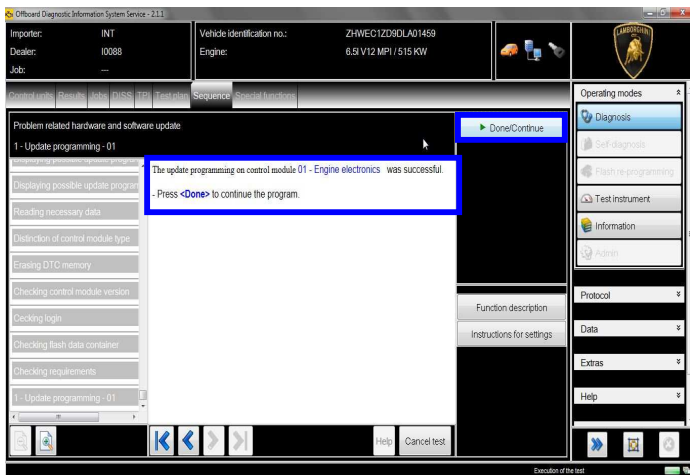 Offboard Diagnostic Information System Service - 2.1.1
Importer: INT
Dealer: I0088
Job: ---
Vehicle identification no.: ZHWEC1ZD9DLA01459
Engine: 6.5l V12 MPI / 515 KW
LAMBORGHINI
Control units Results Jobs DISS TPI Test plan Sequence Special functions
Problem related hardware and software update
1 - Update programming - 01
Displaying possible update program
Displaying possible update program
Reading necessary data
Distinction of control module type
Erasing DTC memory
Checking control module version
Cecking login
Checking flash data container
Checking requirements
1 - Update programming - 01
The update programming on control module 01 - Engine electronics was successful.
- Press <Done> to continue the program.
Help
Cancel test
Done/Continue
Function description
Instructions for settings
Operating modes
Diagnosis
Self-diagnosis
Flash re-programming
Test instrument
Information
Admin
Protocol
Data
Extras
Help
Execution of the test